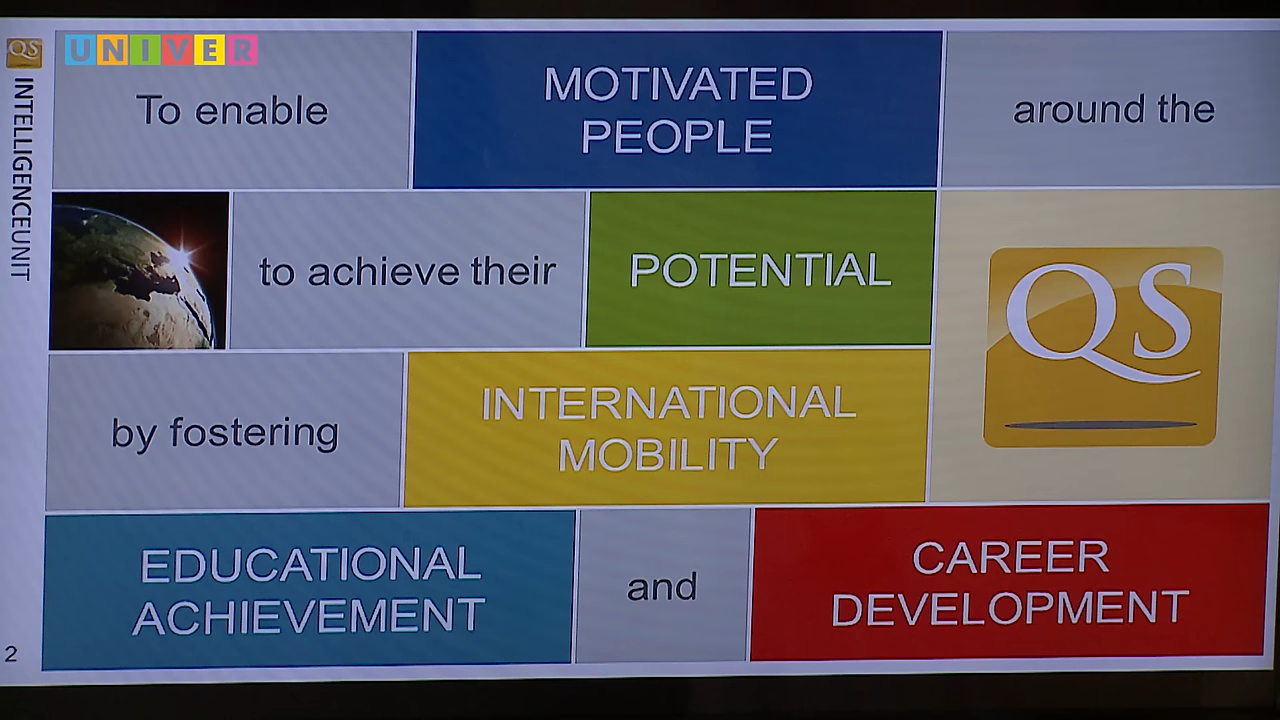 QS
INTELLIGENCEUNIT
UNIVER
To enable
MOTIVATED
PEOPLE
around the
to achieve their
POTENTIAL
QS
by fostering
INTERNATIONAL
MOBILITY
EDUCATIONAL
ACHIEVEMENT
and
CAREER
DEVELOPMENT
2